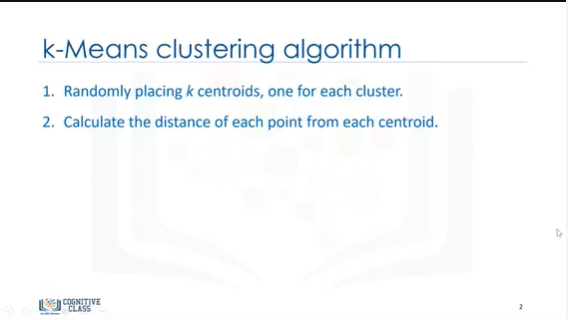 k-Means clustering algorithm
1. Randomly placing k centroids, one for each cluster.
2. Calculate the distance of each point from each centroid.
COGNITIVE
CLASS
2